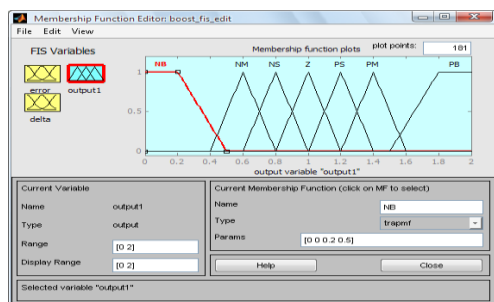 Membership Function Editor: boost_fis_edit
File Edit View
FIS Variables
Membership function plots
plot points:
101
error
output1
delta
NB NM NS Z PS PM PB
1
0.5
0
0 0.2 0.4 0.6 0.8 1 1.2 1.4 1.6 1.8 2
output variable "output1"
Current Variable
Name output1
Type output
Range [0 2]
Display Range [0 2]
Current Membership Function (click on MF to select)
Name NB
Type trapmf
Params [0 0 0.2 0.5]
Help Close
Selected variable "output1"